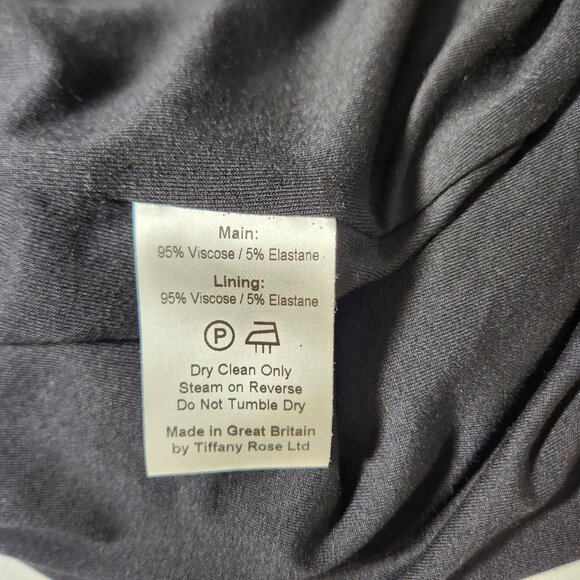 Main:
95% Viscose / 5% Elastane
Lining:
95% Viscose / 5% Elastane
P
Dry Clean Only
Steam on Reverse
Do Not Tumble Dry
Made in Great Britain
by Tiffany Rose Ltd